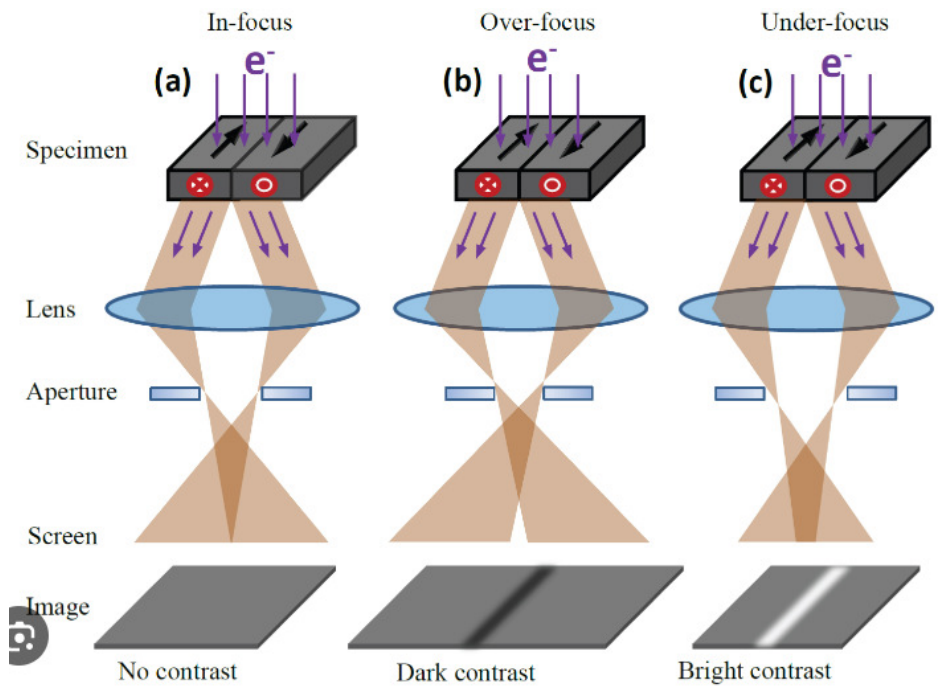 In-focus
Over-focus
Under-focus
(a) e-
(b) e-
(c) e-
Specimen
Lens
Aperture
Screen
Image
No contrast
Dark contrast
Bright contrast